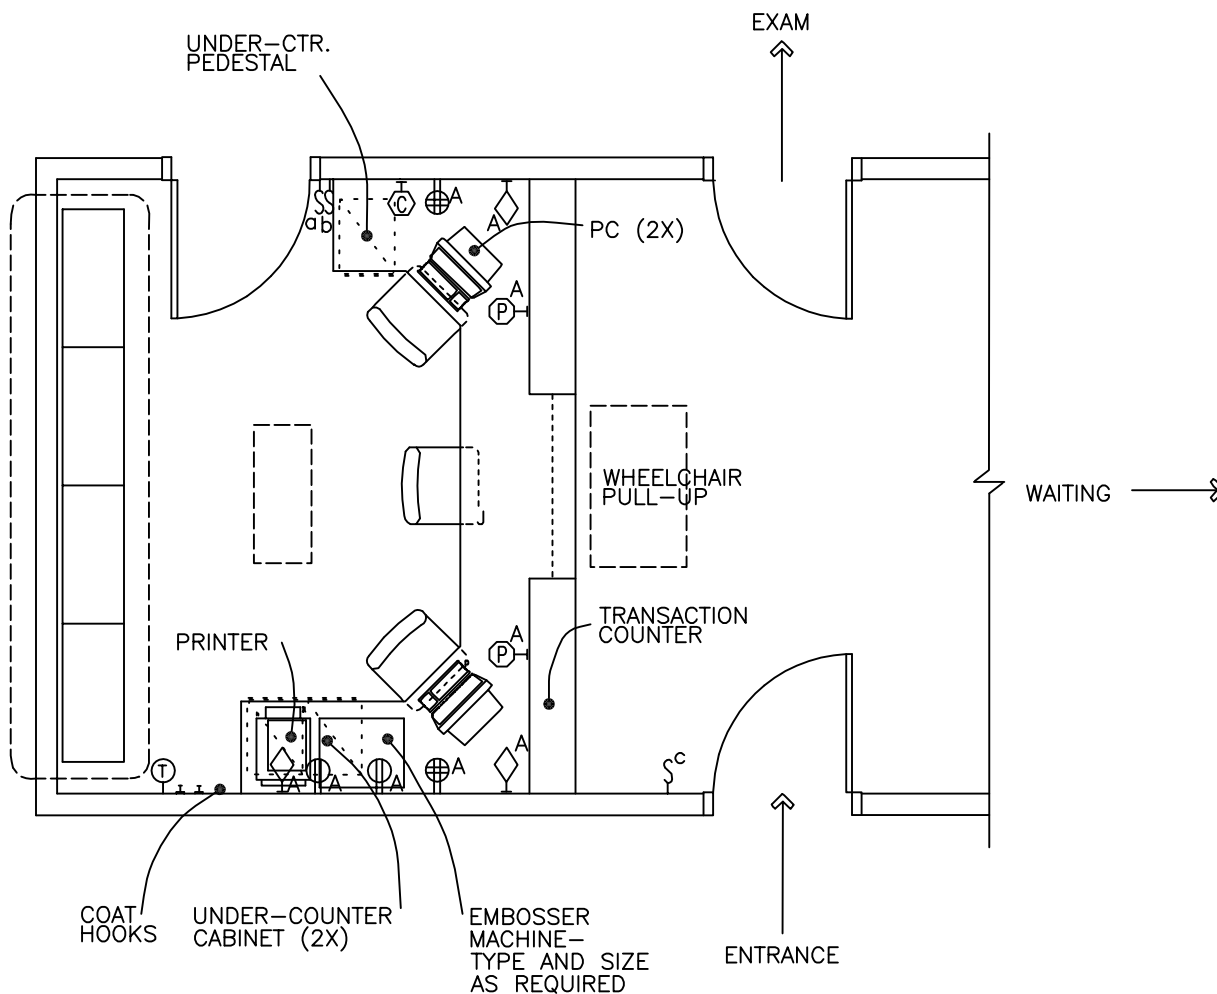 EXAM
UNDER-CTR.
PEDESTAL
SS
a b
C
A
A
PC (2X)
A
P
WHEELCHAIR
PULL-UP
WAITING
TRANSACTION
COUNTER
PRINTER
A
P
A
T
A
A
A
A
S c
COAT
HOOKS
UNDER-COUNTER
CABINET (2X)
EMBOSSER
MACHINE-
TYPE AND SIZE
AS REQUIRED
ENTRANCE